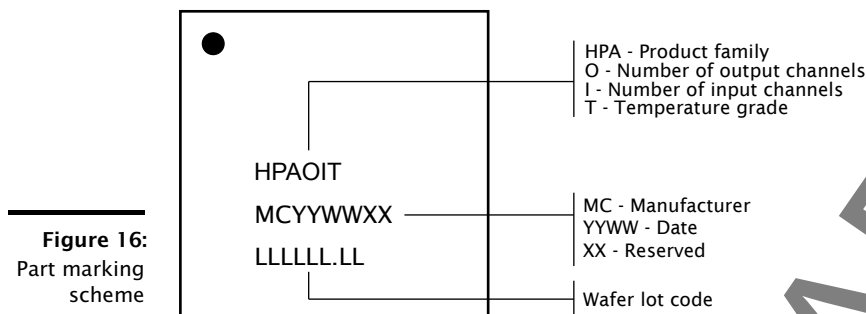 HPA - Product family
O - Number of output channels
I - Number of input channels
T - Temperature grade
HPAOIT
MCYYWWXX
MC - Manufacturer
YYWW - Date
XX - Reserved
LLLLLL.LL
Wafer lot code
Figure 16:
Part marking
scheme